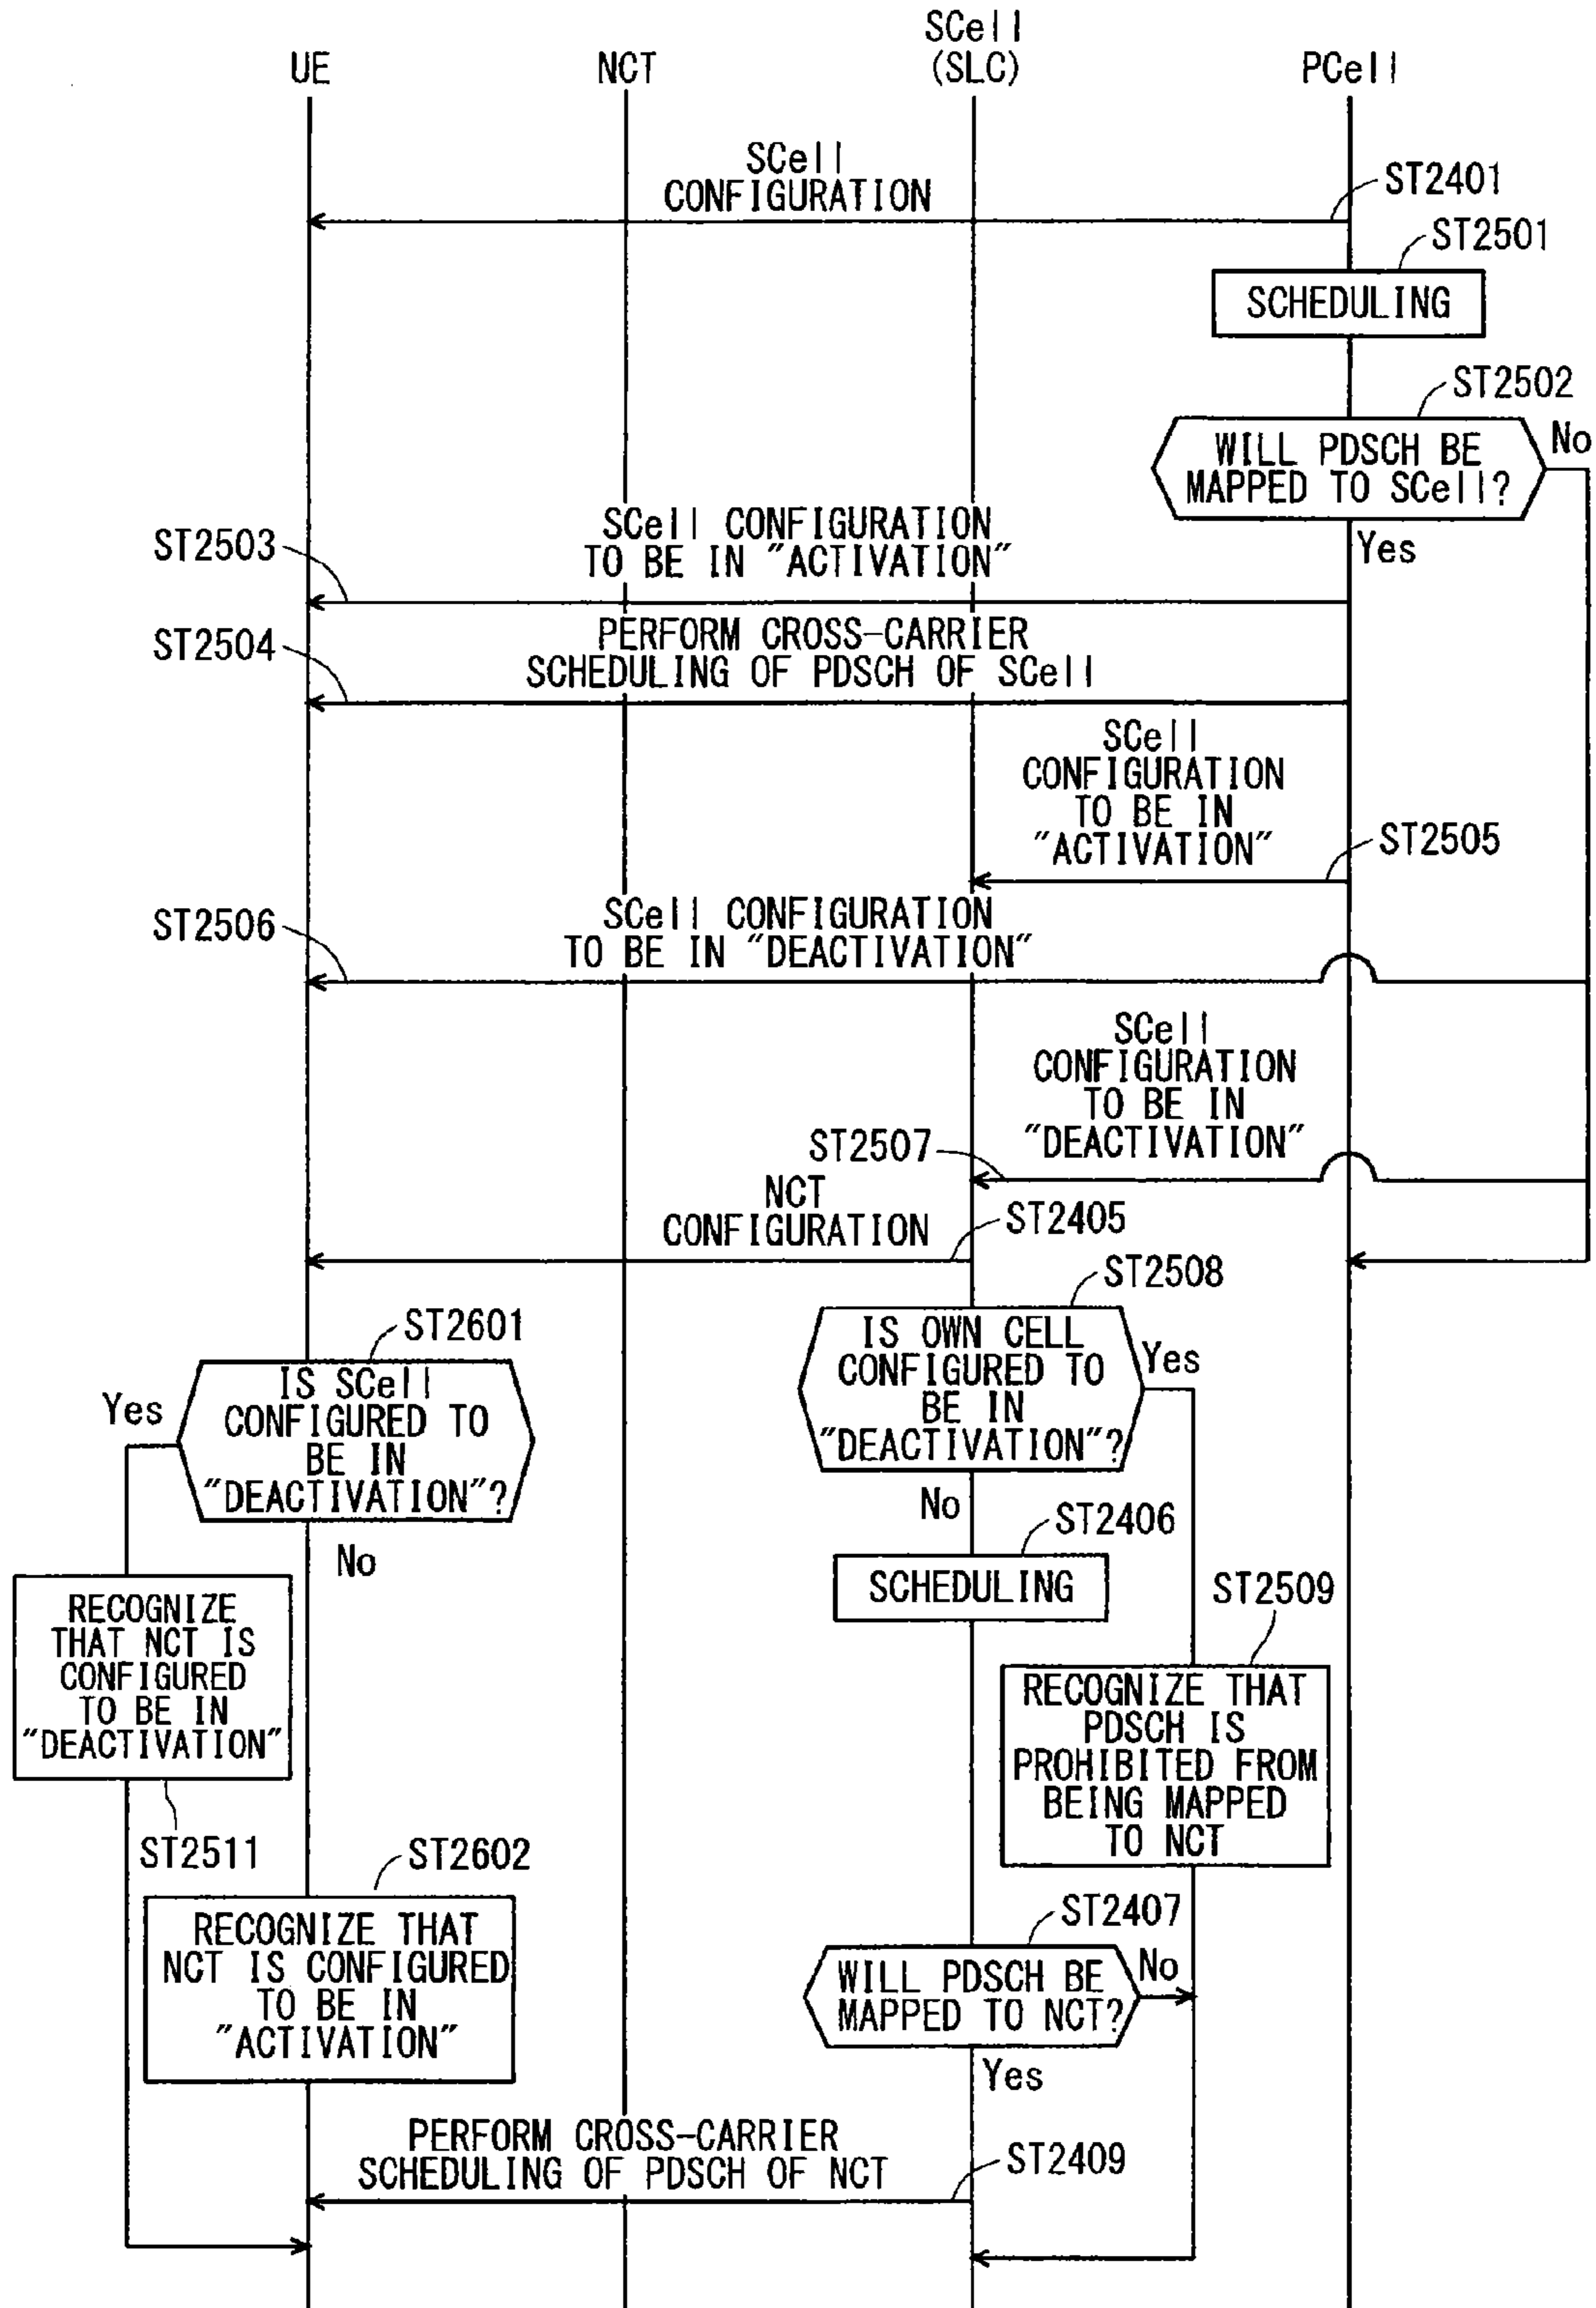 UE
NCT
SCell
(SLC)
PCell
SCell
CONFIGURATION
ST2401
ST2501
SCHEDULING
ST2502
WILL PDSCH BE
MAPPED TO SCell?
No
Yes
SCell CONFIGURATION
TO BE IN "ACTIVATION"
ST2503
PERFORM CROSS-CARRIER
SCHEDULING OF PDSCH OF SCell
ST2504
SCell
CONFIGURATION
TO BE IN
"ACTIVATION"
ST2505
SCell CONFIGURATION
TO BE IN "DEACTIVATION"
ST2506
SCell
CONFIGURATION
TO BE IN
"DEACTIVATION"
ST2507
NCT
CONFIGURATION
ST2405
ST2508
IS OWN CELL
CONFIGURED TO
BE IN
"DEACTIVATION"?
Yes
No
ST2601
IS SCell
CONFIGURED TO
BE IN
"DEACTIVATION"?
Yes
No
ST2406
SCHEDULING
ST2509
RECOGNIZE THAT
PDSCH IS
PROHIBITED FROM
BEING MAPPED
TO NCT
RECOGNIZE
THAT NCT IS
CONFIGURED
TO BE IN
"DEACTIVATION"
ST2511
ST2602
RECOGNIZE THAT
NCT IS CONFIGURED
TO BE IN
"ACTIVATION"
ST2407
WILL PDSCH BE
MAPPED TO NCT?
No
Yes
PERFORM CROSS-CARRIER
SCHEDULING OF PDSCH OF NCT
ST2409